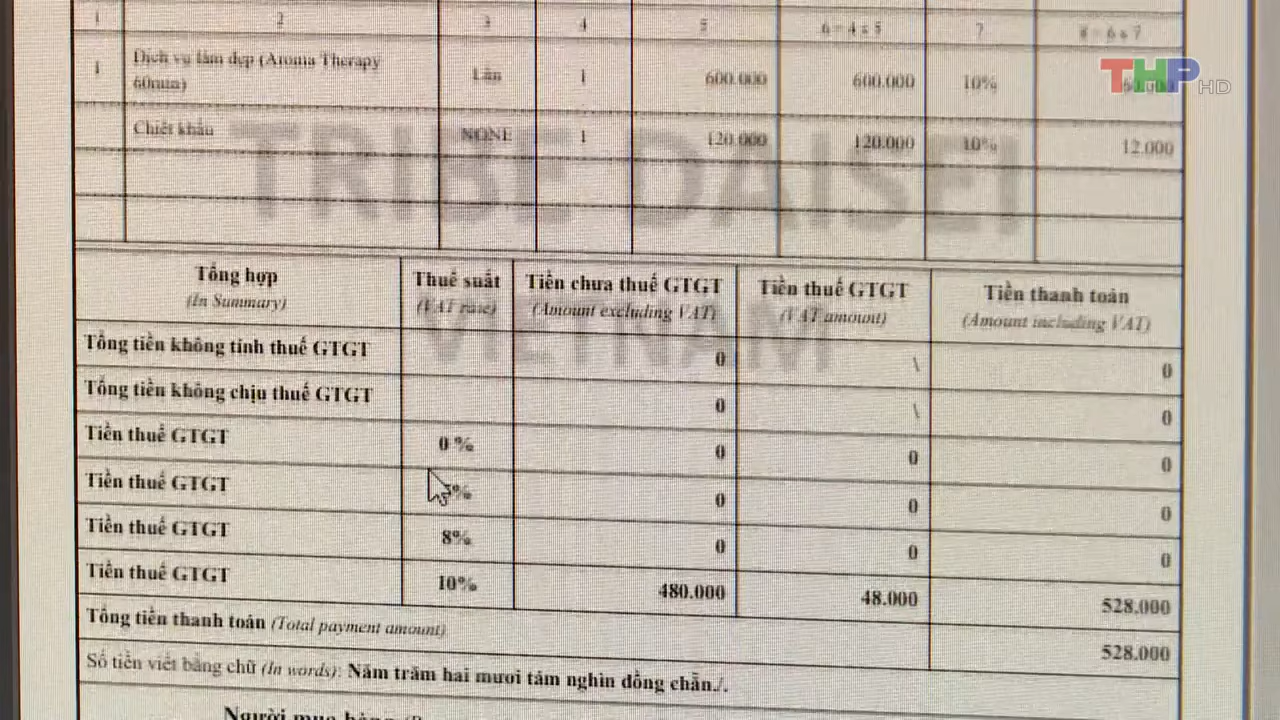 1 2 3 4 5 6 = 4 x 5 7 8 = 6 x 7
1 Dịch vụ làm đẹp (Aroma Therapy 60min) Lần 1 600.000 600.000 10%
THP HD
Chiết khấu NONE 1 120.000 120.000 10% 12.000
TRIBE DAISEI
VIETNAM
Tổng hợp Thuế suất Tiền chưa thuế GTGT Tiền thuế GTGT Tiền thanh toán
(In Summary) (VAT rate) (Amount excluding VAT) (VAT amount) (Amount including VAT)
Tổng tiền không tính thuế GTGT 0 \ 0
Tổng tiền không chịu thuế GTGT 0 \ 0
Tiền thuế GTGT 0 % 0 0 0
Tiền thuế GTGT 5% 0 0 0
Tiền thuế GTGT 8% 0 0 0
Tiền thuế GTGT 10% 480.000 48.000 528.000
Tổng tiền thanh toán (Total payment amount) 528.000
Số tiền viết bằng chữ (In words): Năm trăm hai mươi tám nghìn đồng chẵn./.
Người mua hàng